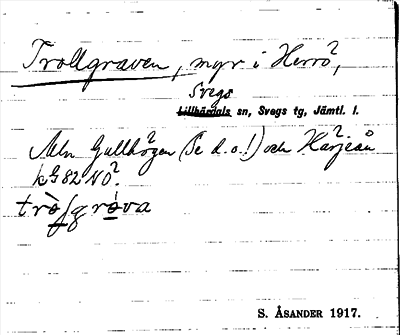 Trollgraven, myr i Herrö,
Svegs
Lillhärdals sn, Svegs tg, Jämtl. l.
Mln Gullhögen (Se d. o.!) och Härjeån
kG 82 NO.
S. ÅSANDER 1917.